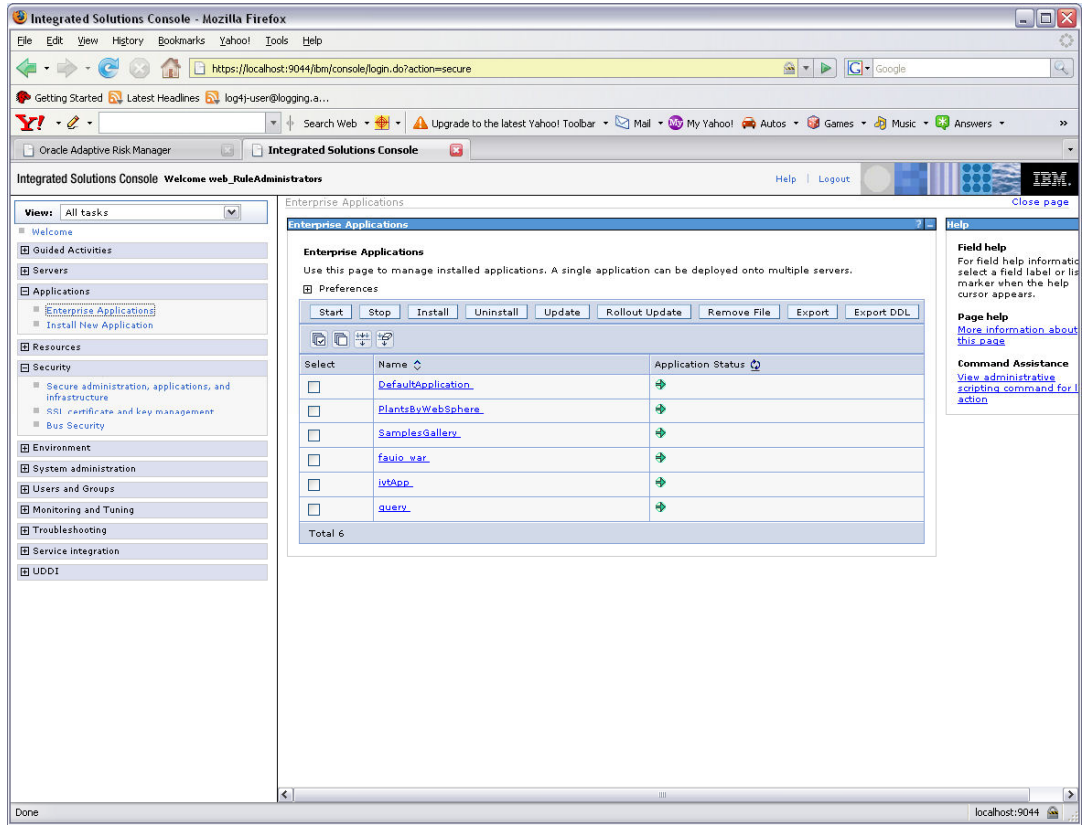 Integrated Solutions Console - Mozilla Firefox
File Edit View History Bookmarks Yahoo! Tools Help
https://localhost:9044/ibm/console/login.do?action=secure
G Google
Getting Started Latest Headlines log4j-user@logging.a...
Y! Search Web Upgrade to the latest Yahoo! Toolbar Mail My My Yahoo! Autos Games Music Answers »
Oracle Adaptive Risk Manager Integrated Solutions Console
Integrated Solutions Console Welcome web_RuleAdministrators Help | Logout IBM.
View: All tasks
Welcome
Guided Activities
Servers
Applications
Enterprise Applications
Install New Application
Resources
Security
Secure administration, applications, and
infrastructure
SSL certificate and key management
Bus Security
Environment
System administration
Users and Groups
Monitoring and Tuning
Troubleshooting
Service integration
UDDI
Enterprise Applications Close page
Enterprise Applications ? -
Enterprise Applications
Use this page to manage installed applications. A single application can be deployed onto multiple servers.
Preferences
Start Stop Install Uninstall Update Rollout Update Remove File Export Export DDL
Select Name Application Status
DefaultApplication
PlantsByWebSphere
SamplesGallery
fauio_war
ivtApp
query
Total 6
Help
Field help
For field help informatic
select a field label or lis
marker when the help
cursor appears.
Page help
More information about
this page
Command Assistance
View administrative
scripting command for l
action
Done localhost:9044